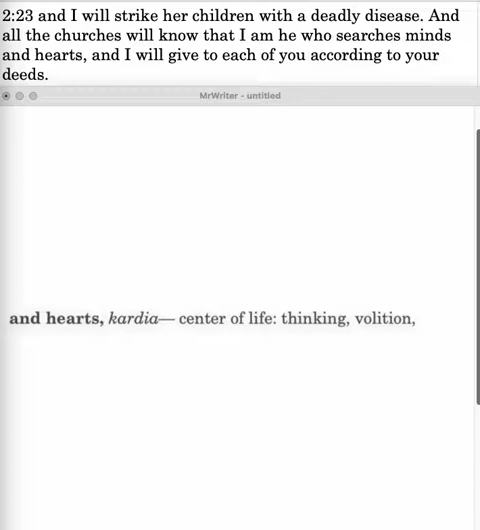 2:23 and I will strike her children with a deadly disease. And
all the churches will know that I am he who searches minds
and hearts, and I will give to each of you according to your
deeds.
MrWriter - untitled
and hearts, kardia— center of life: thinking, volition,